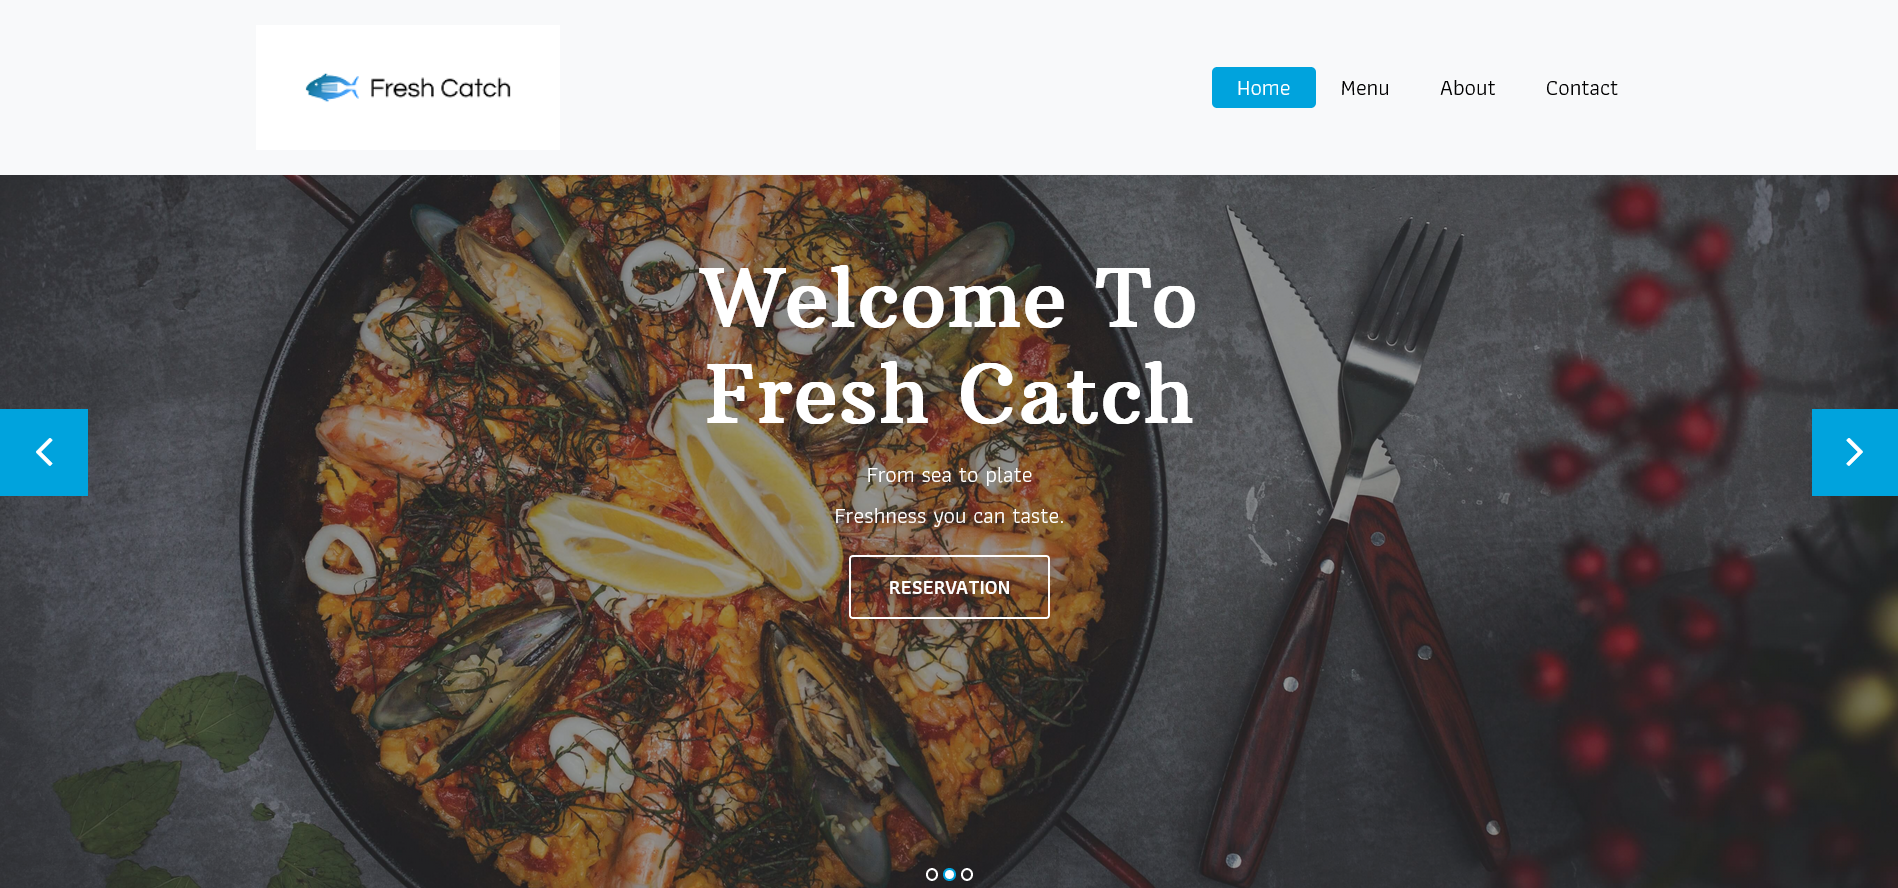 Fresh Catch
Home
Menu
About
Contact
Welcome To
Fresh Catch
From sea to plate
Freshness you can taste.
RESERVATION